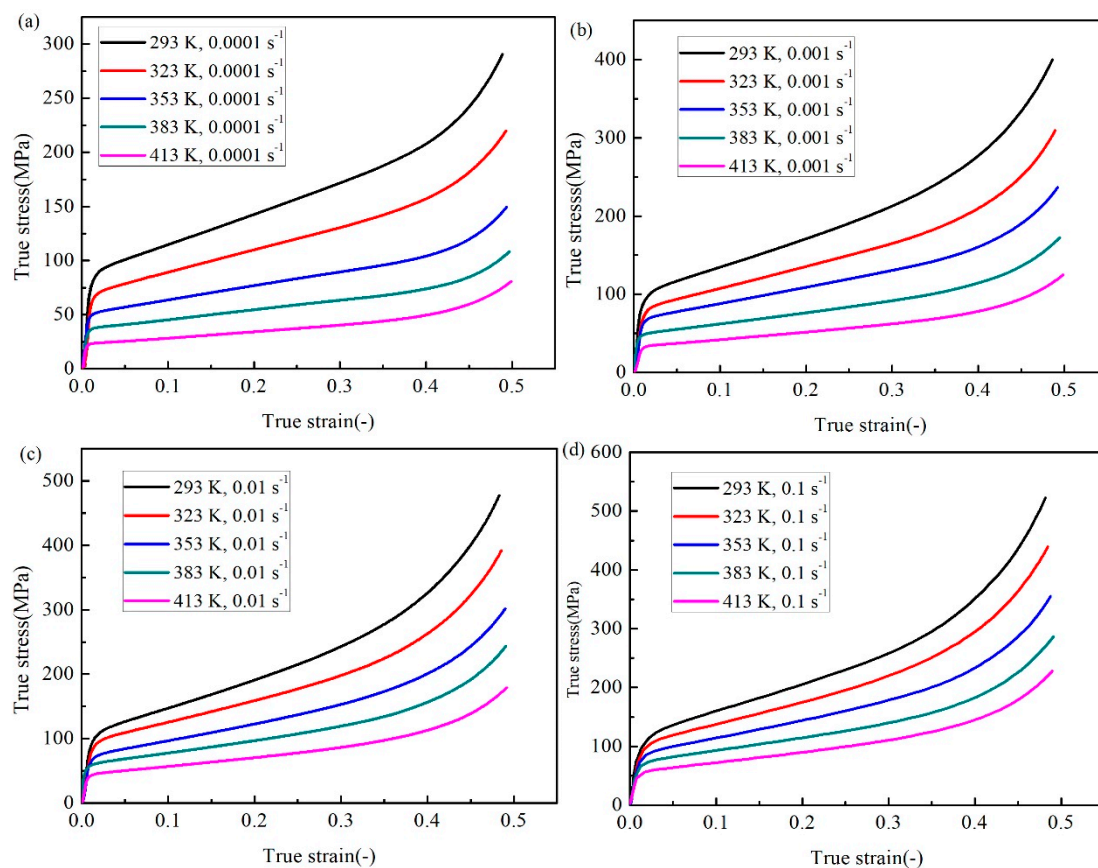 (a)
300
250
200
150
100
50
0
True stress(MPa)
293 K, 0.0001 s⁻¹
323 K, 0.0001 s⁻¹
353 K, 0.0001 s⁻¹
383 K, 0.0001 s⁻¹
413 K, 0.0001 s⁻¹
0.0 0.1 0.2 0.3 0.4 0.5
True strain(-)
(b)
400
300
200
100
0
True stresss(MPa)
293 K, 0.001 s⁻¹
323 K, 0.001 s⁻¹
353 K, 0.001 s⁻¹
383 K, 0.001 s⁻¹
413 K, 0.001 s⁻¹
0.0 0.1 0.2 0.3 0.4 0.5
True strain(-)
(c)
500
400
300
200
100
0
True stress(MPa)
293 K, 0.01 s⁻¹
323 K, 0.01 s⁻¹
353 K, 0.01 s⁻¹
383 K, 0.01 s⁻¹
413 K, 0.01 s⁻¹
0.0 0.1 0.2 0.3 0.4 0.5
True strain(-)
(d)
600
500
400
300
200
100
0
True stress(MPa)
293 K, 0.1 s⁻¹
323 K, 0.1 s⁻¹
353 K, 0.1 s⁻¹
383 K, 0.1 s⁻¹
413 K, 0.1 s⁻¹
0.0 0.1 0.2 0.3 0.4 0.5
True strain(-)